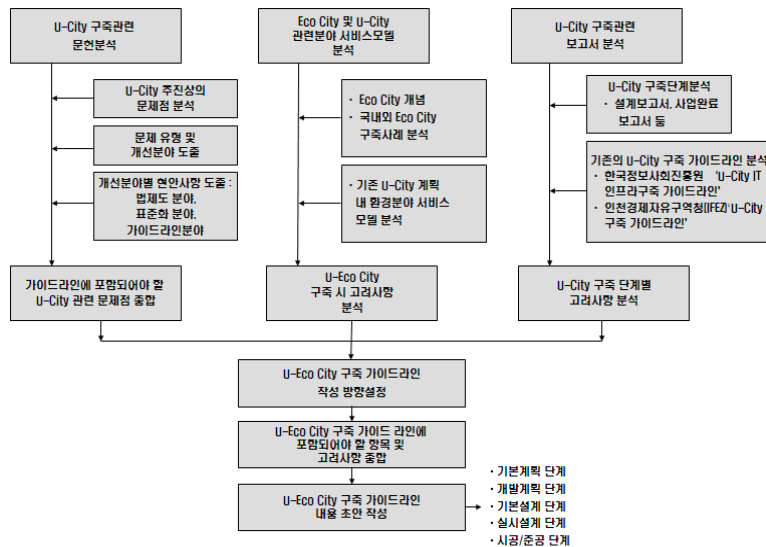 U-City 구축관련
문헌분석
U-City 추진상의
문제점 분석
문제 유형 및
개선분야 도출
개선분야별 현안사항 도출 :
법제도 분야,
표준화 분야,
가이드라인분야
가이드라인에 포함되어야 할
U-City 관련 문제점 종합
Eco City 및 U-City
관련분야 서비스모델
분석
· Eco City 개념
· 국내외 Eco City
구축사례 분석
· 기존 U-City 계획
내 환경분야 서비스
모델 분석
U-Eco City
구축 시 고려사항
분석
U-City 구축관련
보고서 분석
U-City 구축단계분석
· 설계보고서, 사업완료
보고서 등
기존의 U-City 구축 가이드라인 분석
· 한국정보사회진흥원 'U-City IT
인프라구축 가이드라인'
· 인천경제자유구역청(IFEZ)'U-City
구축 가이드라인'
U-City 구축 단계별
고려사항 분석
U-Eco City 구축 가이드라인
작성 방향설정
U-Eco City 구축 가이드 라인에
포함되어야 할 항목 및
고려사항 종합
U-Eco City 구축 가이드라인
내용 초안 작성
· 기본계획 단계
· 개발계획 단계
· 기본설계 단계
· 실시설계 단계
· 시공/준공 단계